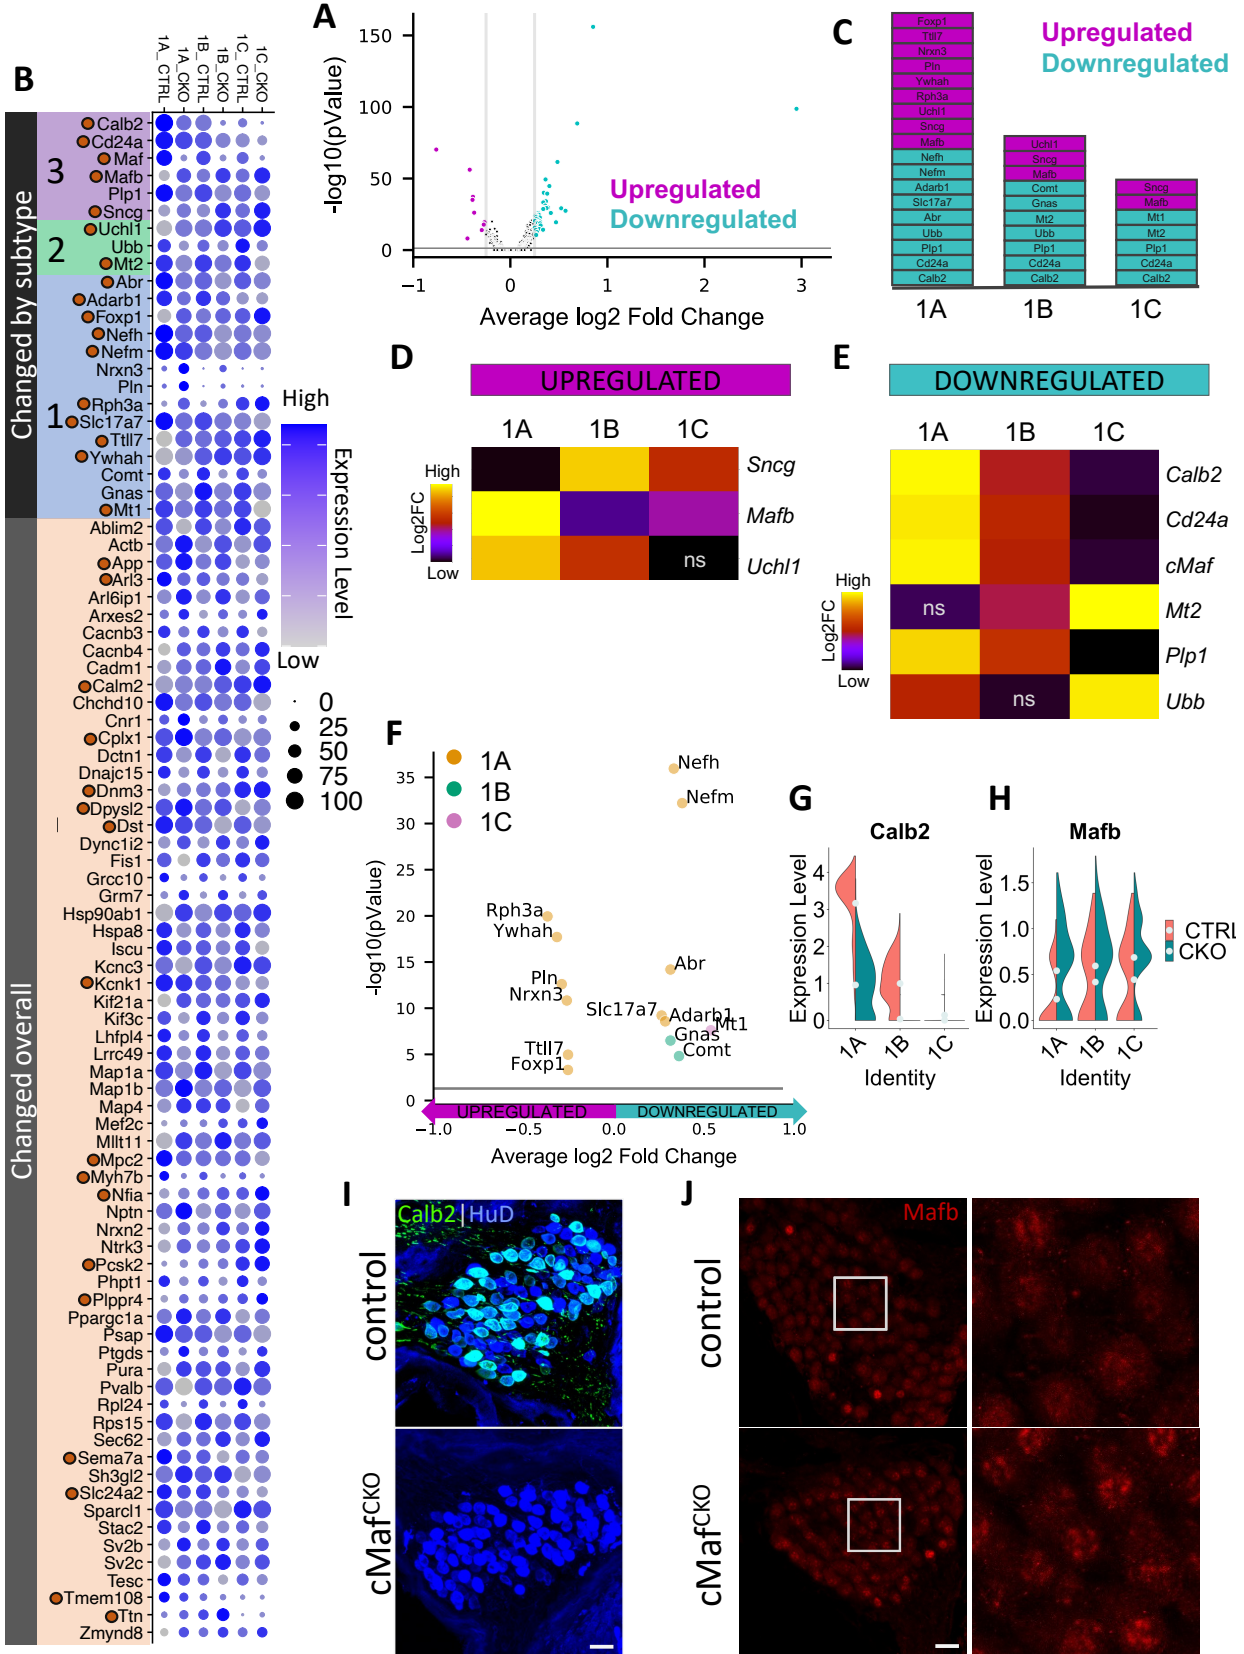 A
150
100
50
0
-log10(pValue)
−1
0
1
2
3
Average log2 Fold Change
Upregulated
Downregulated
B
1A_CTRL
1A_CKO
1B_CTRL
1B_CKO
1C_CTRL
1C_CKO
Changed by subtype
3
2
1
Changed overall
Calb2
Cd24a
Maf
Mafb
Plp1
Sncg
Uchl1
Ubb
Mt2
Abr
Adarb1
Foxp1
Nefh
Nefm
Nrxn3
Pln
Rph3a
Slc17a7
Ttll7
Ywhah
Comt
Gnas
Mt1
Ablim2
Actb
App
Arl3
Arl6ip1
Arxes2
Cacnb3
Cacnb4
Cadm1
Calm2
Chchd10
Cnr1
Cplx1
Dctn1
Dnajc15
Dnm3
Dpysl2
Dst
Dync1i2
Fis1
Grcc10
Grm7
Hsp90ab1
Hspa8
Iscu
Kcnc3
Kcnk1
Kif21a
Kif3c
Lhfpl4
Lrrc49
Map1a
Map1b
Map4
Mef2c
Mllt11
Mpc2
Myh7b
Nfia
Nptn
Nrxn2
Ntrk3
Pcsk2
Phpt1
Plppr4
Ppargc1a
Psap
Ptgds
Pura
Pvalb
Rpl24
Rps15
Sec62
Sema7a
Sh3gl2
Slc24a2
Sparcl1
Stac2
Sv2b
Sv2c
Tesc
Tmem108
Ttn
Zmynd8
High
Expression Level
Low
0
25
50
75
100
C
Upregulated
Downregulated
Foxp1
Ttll7
Nrxn3
Pln
Ywhah
Rph3a
Uchl1
Sncg
Mafb
Nefh
Nefm
Adarb1
Slc17a7
Abr
Ubb
Plp1
Cd24a
Calb2
Uchl1
Sncg
Mafb
Comt
Gnas
Mt2
Ubb
Plp1
Cd24a
Calb2
Sncg
Mafb
Mt1
Mt2
Plp1
Cd24a
Calb2
1A
1B
1C
D
UPREGULATED
1A
1B
1C
High
Log2FC
Low
Sncg
Mafb
Uchl1
ns
E
DOWNREGULATED
1A
1B
1C
High
Log2FC
Low
Calb2
Cd24a
cMaf
Mt2
Plp1
Ubb
ns
ns
F
1A
1B
1C
35
30
25
20
15
10
5
0
-log10(pValue)
Nefh
Nefm
Rph3a
Ywhah
Abr
Pln
Nrxn3
Slc17a7
Adarb1
Mt1
Gnas
Comt
Ttll7
Foxp1
UPREGULATED
DOWNREGULATED
−1.0
−0.5
0.0
0.5
1.0
Average log2 Fold Change
G
Calb2
Expression Level
4
3
2
1
0
1A
1B
1C
Identity
H
Mafb
Expression Level
1.5
1.0
0.5
0.0
1A
1B
1C
Identity
CTRL
CKO
I
Calb2|HuD
control
cMafCKO
J
Mafb
control
cMafCKO